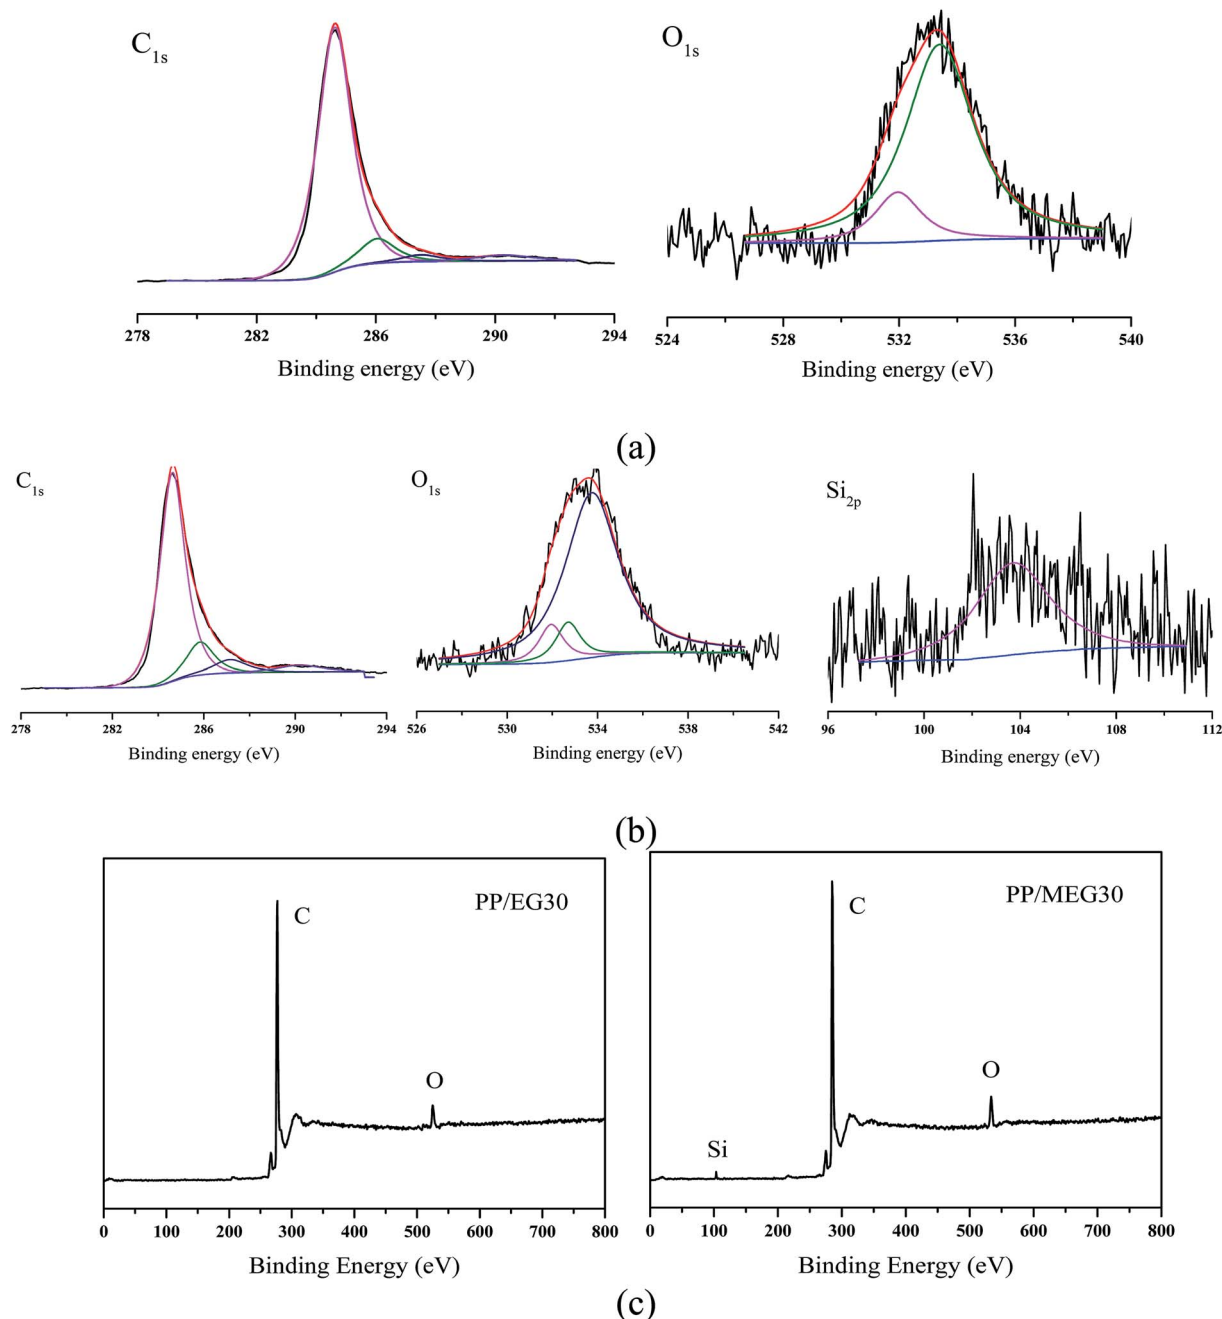 C1s
O1s
278 282 286 290 294
524 528 532 536 540
Binding energy (eV)
Binding energy (eV)
(a)
C1s
O1s
Si2p
278 282 286 290 294
526 530 534 538 542
96 100 104 108 112
Binding energy (eV)
Binding energy (eV)
Binding energy (eV)
(b)
PP/EG30
C
O
0 100 200 300 400 500 600 700 800
Binding Energy (eV)
PP/MEG30
C
O
Si
0 100 200 300 400 500 600 700 800
Binding Energy (eV)
(c)